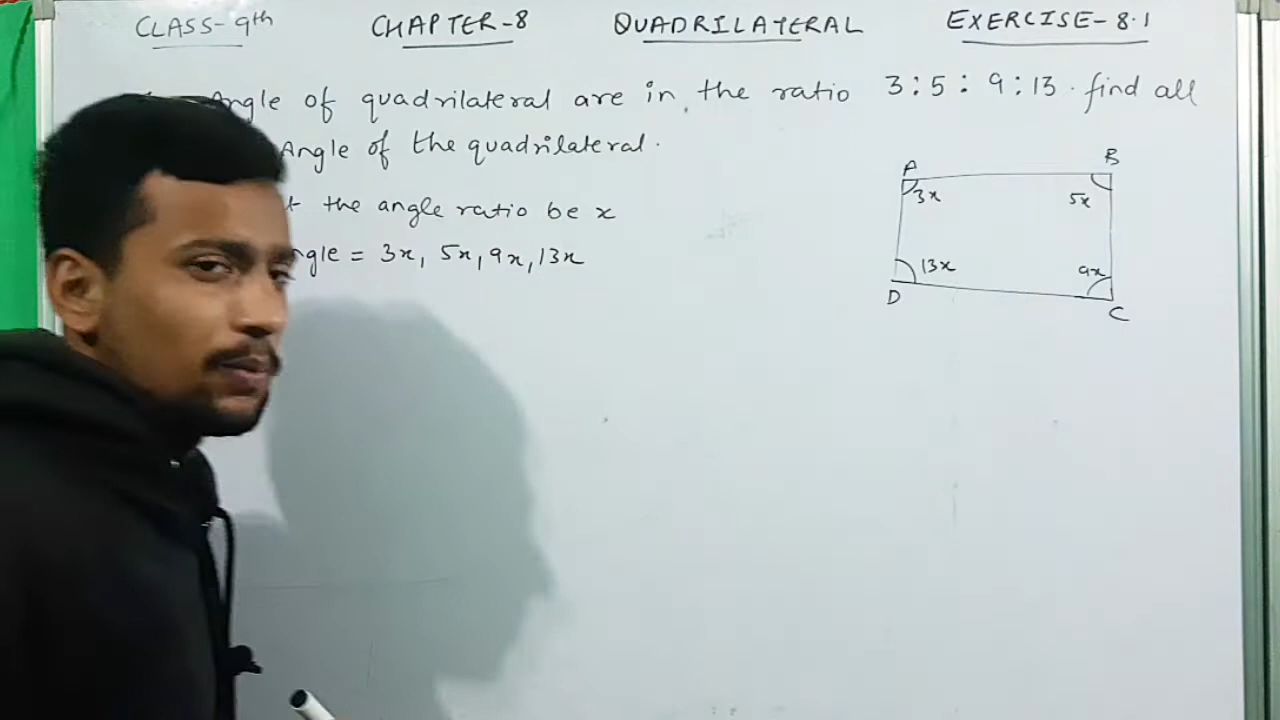 CLASS-9th CHAPTER-8 QUADRILATERAL EXERCISE-8.1
Angle of quadrilateral are in the ratio 3:5:9:13. find all
Angle of the quadrilateral.
the angle ratio be x
= 3x, 5x, 9x, 13x
A B
3x 5x
13x 9x
D C